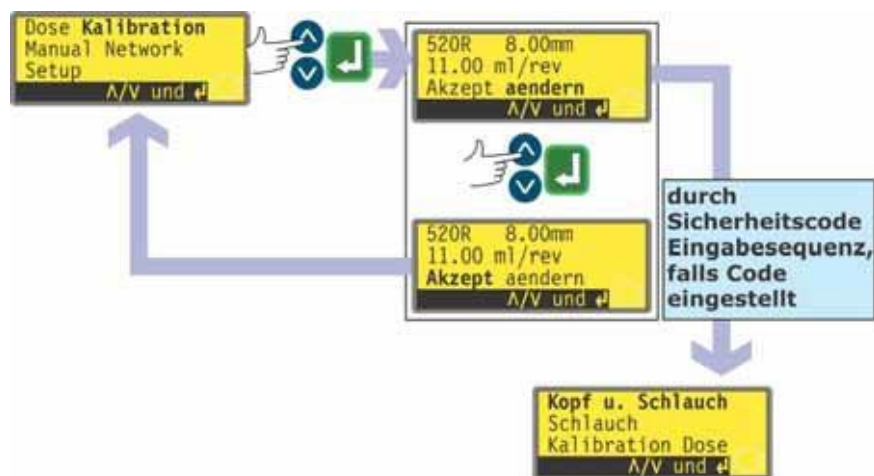 Dose Kalibration
Manual Network
Setup
Λ/V und ↲
520R 8.00mm
11.00 ml/rev
Akzept aendern
Λ/V und ↲
520R 8.00mm
11.00 ml/rev
Akzept aendern
Λ/V und ↲
durch
Sicherheitscode
Eingabesequenz,
falls Code
eingestellt
Kopf u. Schlauch
Schlauch
Kalibration Dose
Λ/V und ↲